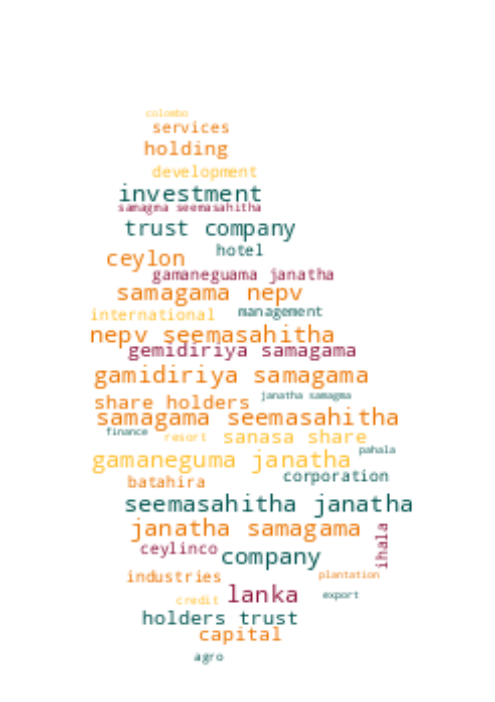 colombo
services
holding
development
investment
samagma seemasahitha
trust company
hotel
ceylon
gamaneguama janatha
samagama nepv
international management
nepv seemasahitha
gemidiriya samagama
gamidiriya samagama
janatha samagma
share holders
samagama seemasahitha
finance
resort
sanasa share
pahala
gamaneguma janatha
corporation
batahira
seemasahitha janatha
janatha samagama
ihala
ceylinco
company
industries
plantation
lanka
export
credit
holders trust
capital
agro